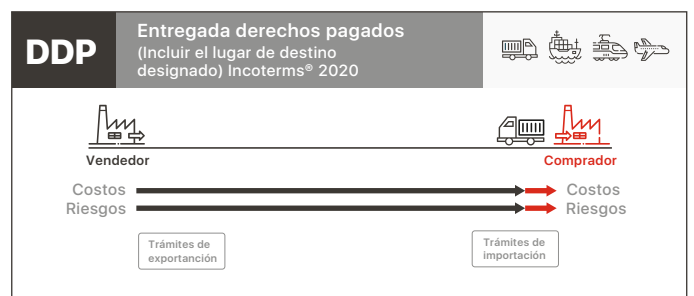 DDP
Entregada derechos pagados
(Incluir el lugar de destino
designado) Incoterms® 2020
Vendedor
Comprador
Costos
Costos
Riesgos
Riesgos
Trámites de
exportanción
Trámites de
importación